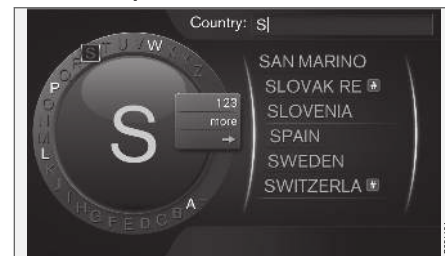 Country: S
S
W
P
L
A
S
123
more
→
SAN MARINO
SLOVAK RE #
SLOVENIA
SPAIN
SWEDEN
SWITZERLA #